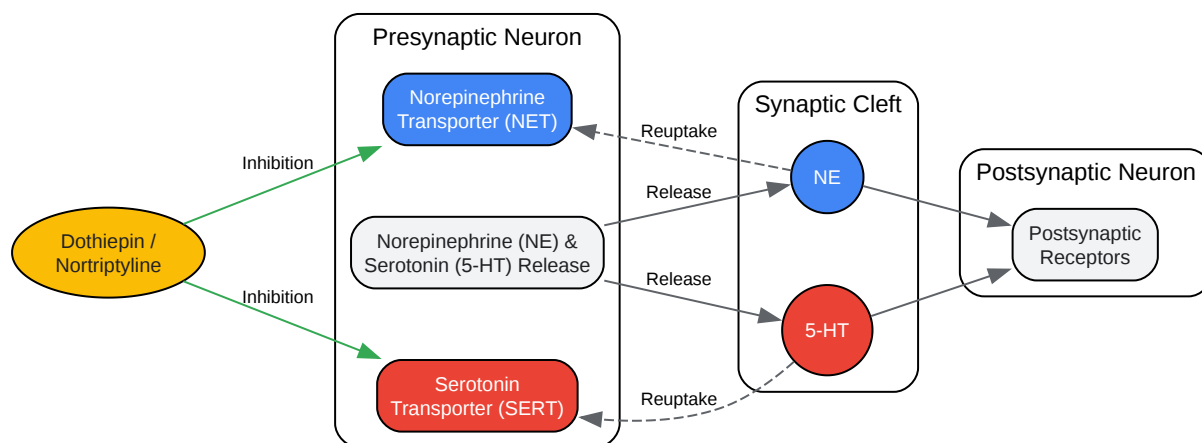 Presynaptic Neuron
Norepinephrine
Transporter (NET)
Synaptic Cleft
Reuptake
Inhibition
NE
Postsynaptic Neuron
Release
Dothiepin /
Nortriptyline
Norepinephrine (NE) &
Serotonin (5-HT) Release
Postsynaptic
Receptors
Release
Inhibition
5-HT
Serotonin
Transporter (SERT)
Reuptake